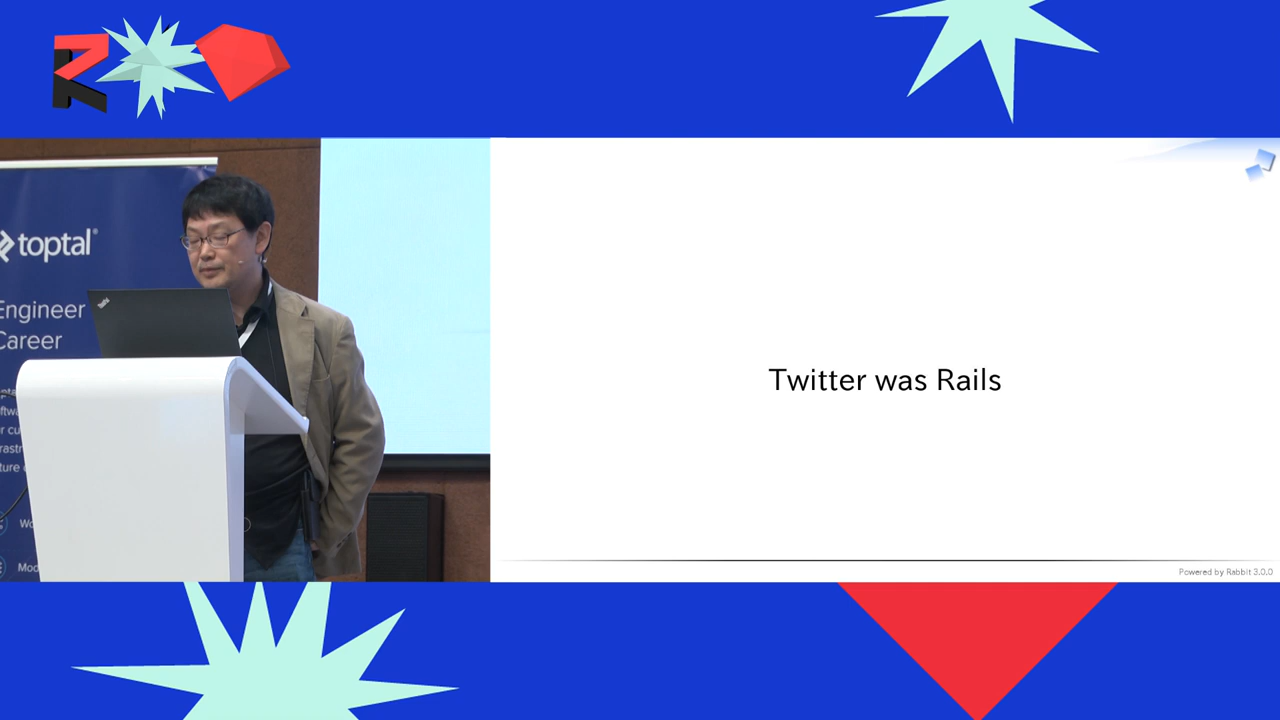 toptal®
Engineer
Career
Twitter was Rails
Powered by Rabbit 3.0.0